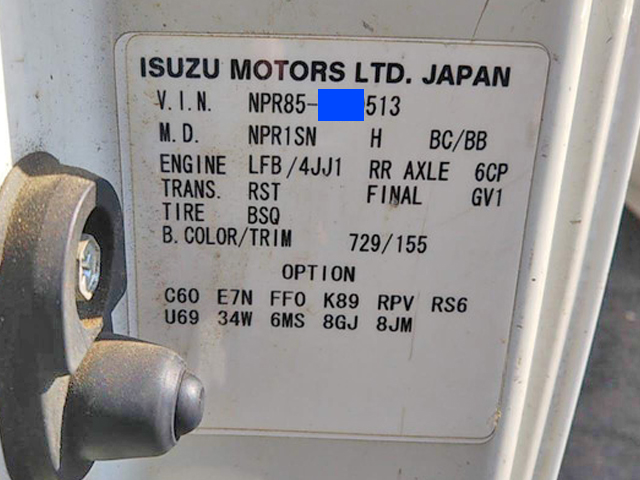 ISUZU MOTORS LTD. JAPAN
V.I.N. NPR85- 513
M.D. NPR1SN H BC/BB
ENGINE LFB/4JJ1 RR AXLE 6CP
TRANS. RST FINAL GV1
TIRE BSQ
B.COLOR/TRIM 729/155
OPTION
C60 E7N FF0 K89 RPV RS6
U69 34W 6MS 8GJ 8JM